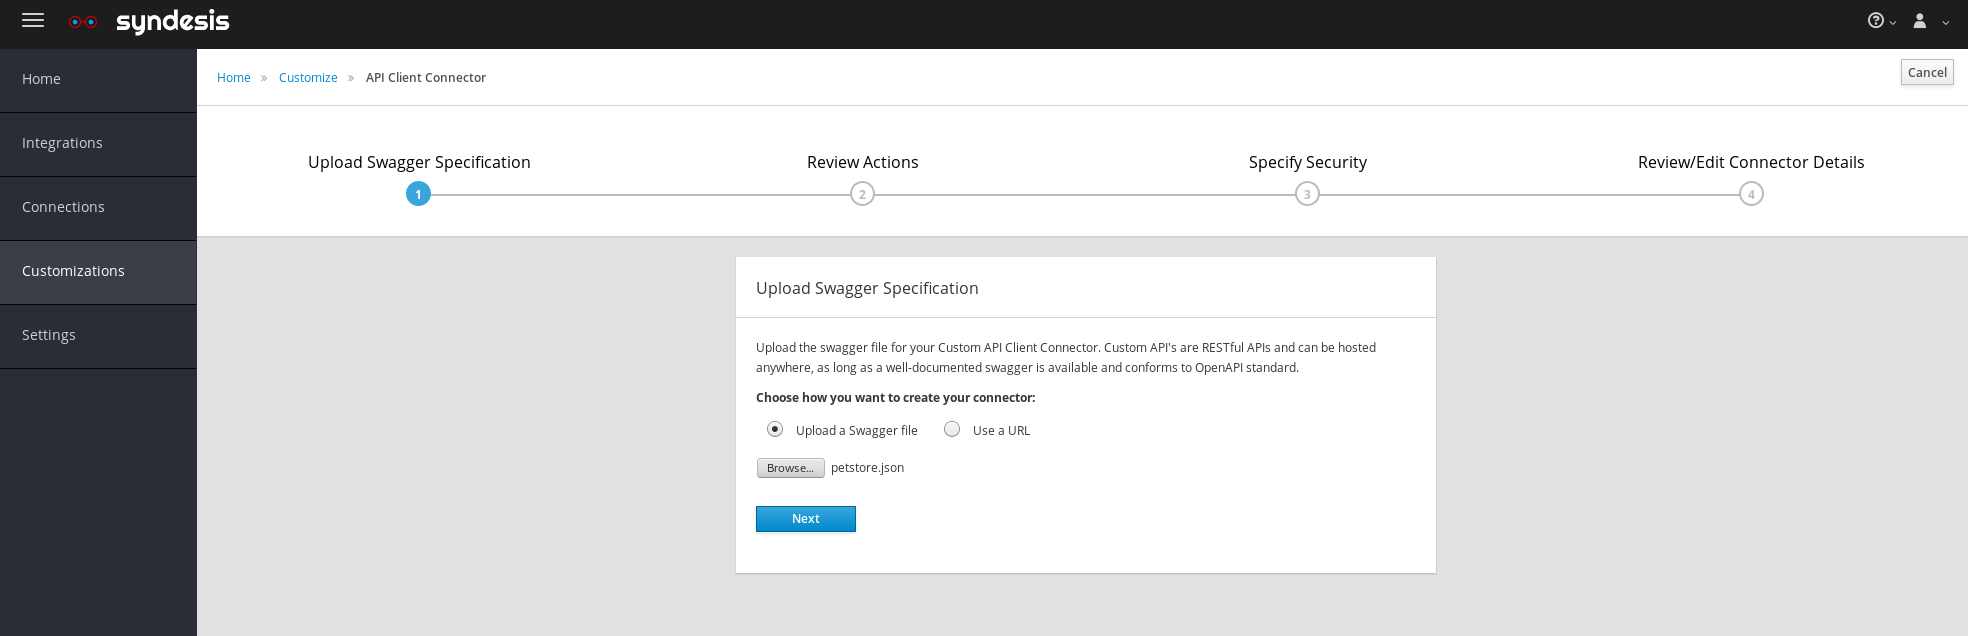 syndesis
Home
Integrations
Connections
Customizations
Settings
Home » Customize » API Client Connector
Cancel
Upload Swagger Specification
Review Actions
Specify Security
Review/Edit Connector Details
1
2
3
4
Upload Swagger Specification
Upload the swagger file for your Custom API Client Connector. Custom API's are RESTful APIs and can be hosted
anywhere, as long as a well-documented swagger is available and conforms to OpenAPI standard.
Choose how you want to create your connector:
Upload a Swagger file
Use a URL
Browse... petstore.json
Next